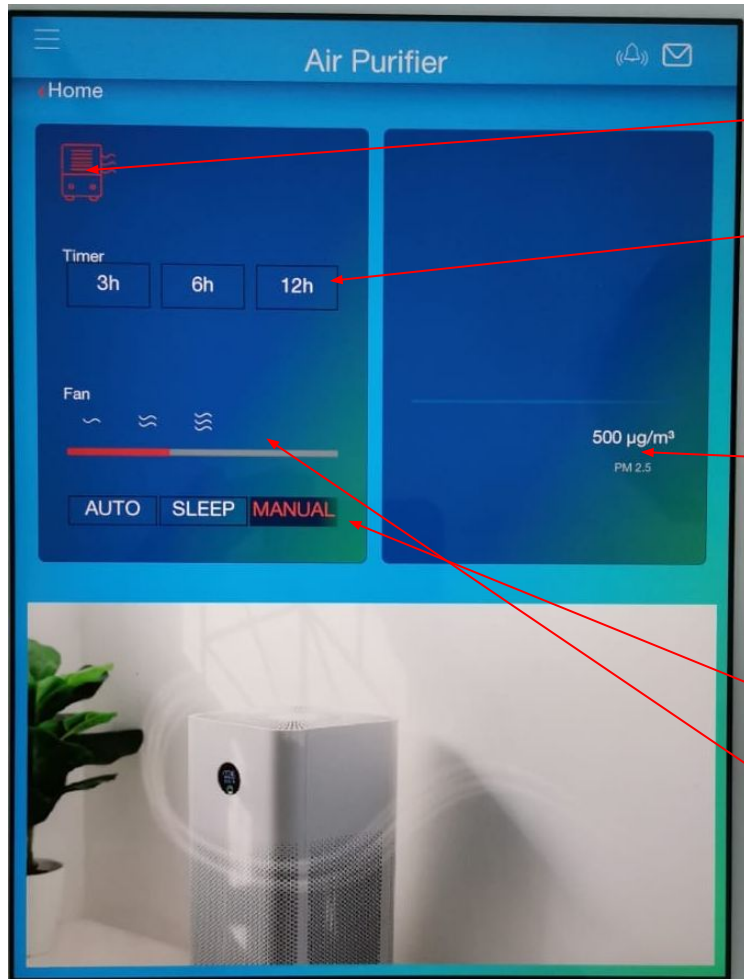 Air Purifier
Home
Timer
3h 6h 12h
Fan
500 µg/m³
PM 2.5
AUTO SLEEP MANUAL